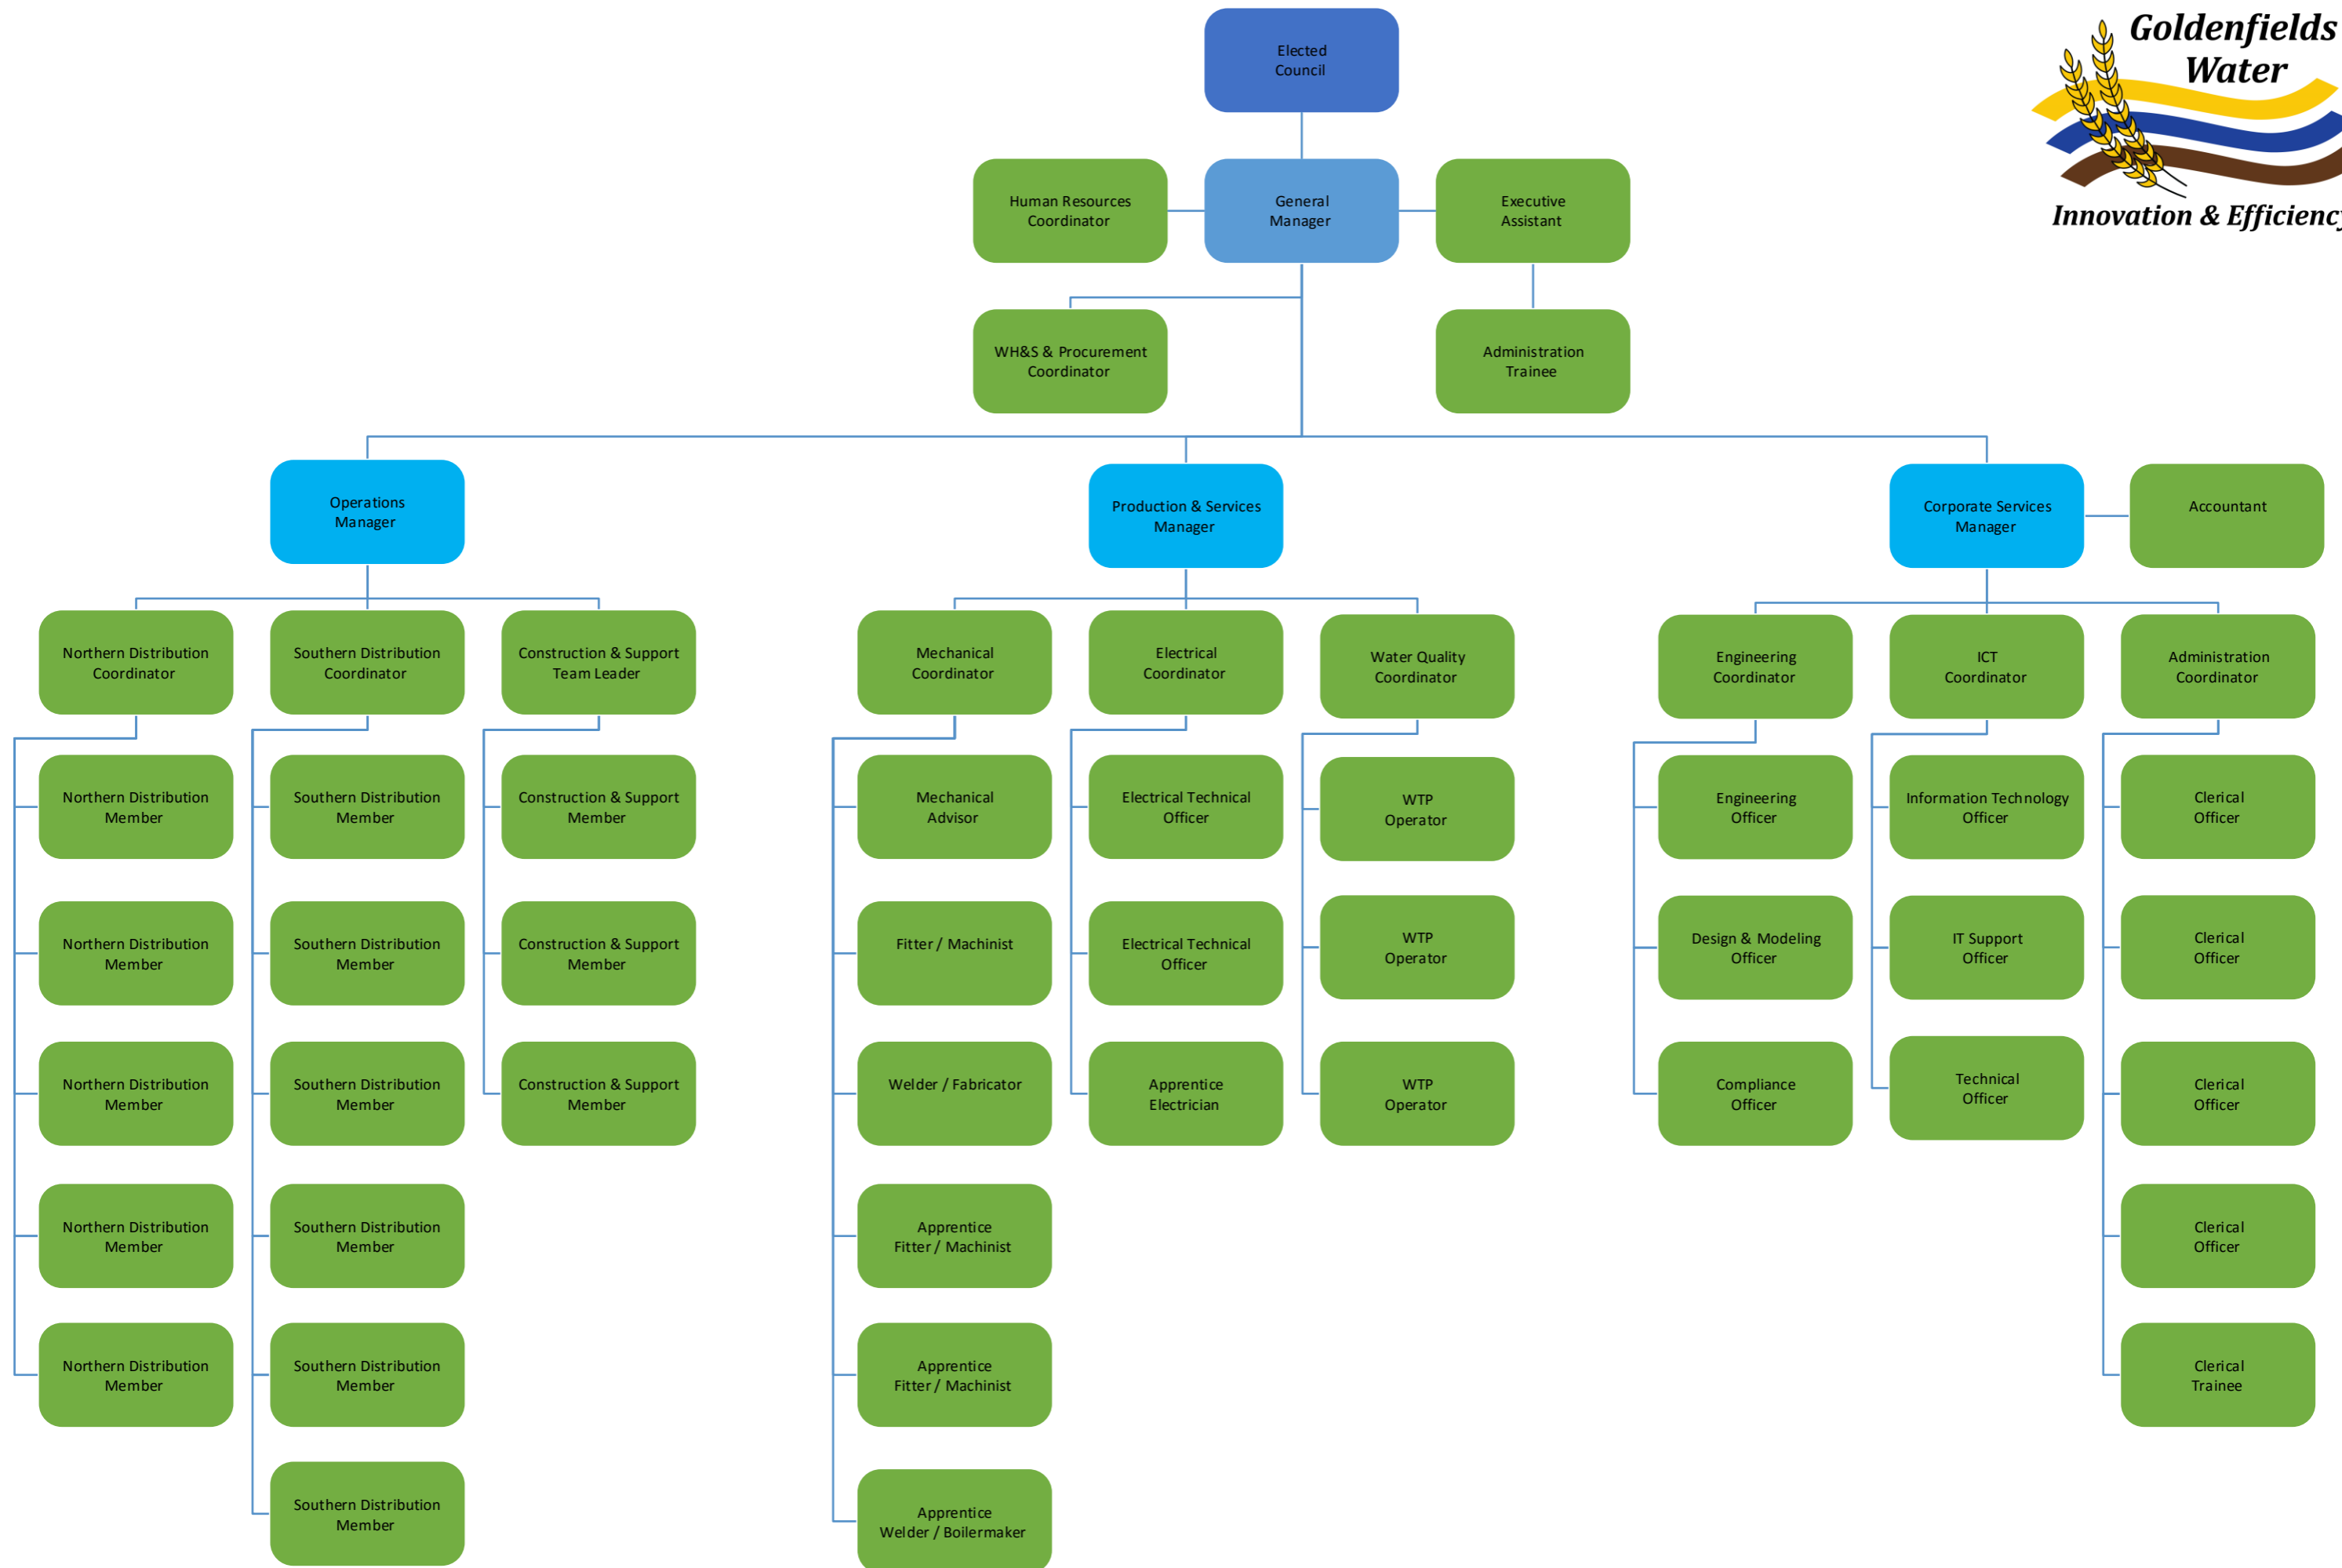 Goldenfields
Water
Innovation & Efficiency
Elected
Council
Human Resources
Coordinator
General
Manager
Executive
Assistant
WH&S & Procurement
Coordinator
Administration
Trainee
Operations
Manager
Production & Services
Manager
Corporate Services
Manager
Accountant
Northern Distribution
Coordinator
Southern Distribution
Coordinator
Construction & Support
Team Leader
Mechanical
Coordinator
Electrical
Coordinator
Water Quality
Coordinator
Engineering
Coordinator
ICT
Coordinator
Administration
Coordinator
Northern Distribution
Member
Southern Distribution
Member
Construction & Support
Member
Mechanical
Advisor
Electrical Technical
Officer
WTP
Operator
Engineering
Officer
Information Technology
Officer
Clerical
Officer
Northern Distribution
Member
Southern Distribution
Member
Construction & Support
Member
Fitter / Machinist
Electrical Technical
Officer
WTP
Operator
Design & Modeling
Officer
IT Support
Officer
Clerical
Officer
Northern Distribution
Member
Southern Distribution
Member
Construction & Support
Member
Welder / Fabricator
Apprentice
Electrician
WTP
Operator
Compliance
Officer
Technical
Officer
Clerical
Officer
Northern Distribution
Member
Southern Distribution
Member
Apprentice
Fitter / Machinist
Clerical
Officer
Northern Distribution
Member
Southern Distribution
Member
Apprentice
Fitter / Machinist
Clerical
Trainee
Southern Distribution
Member
Apprentice
Welder / Boilermaker